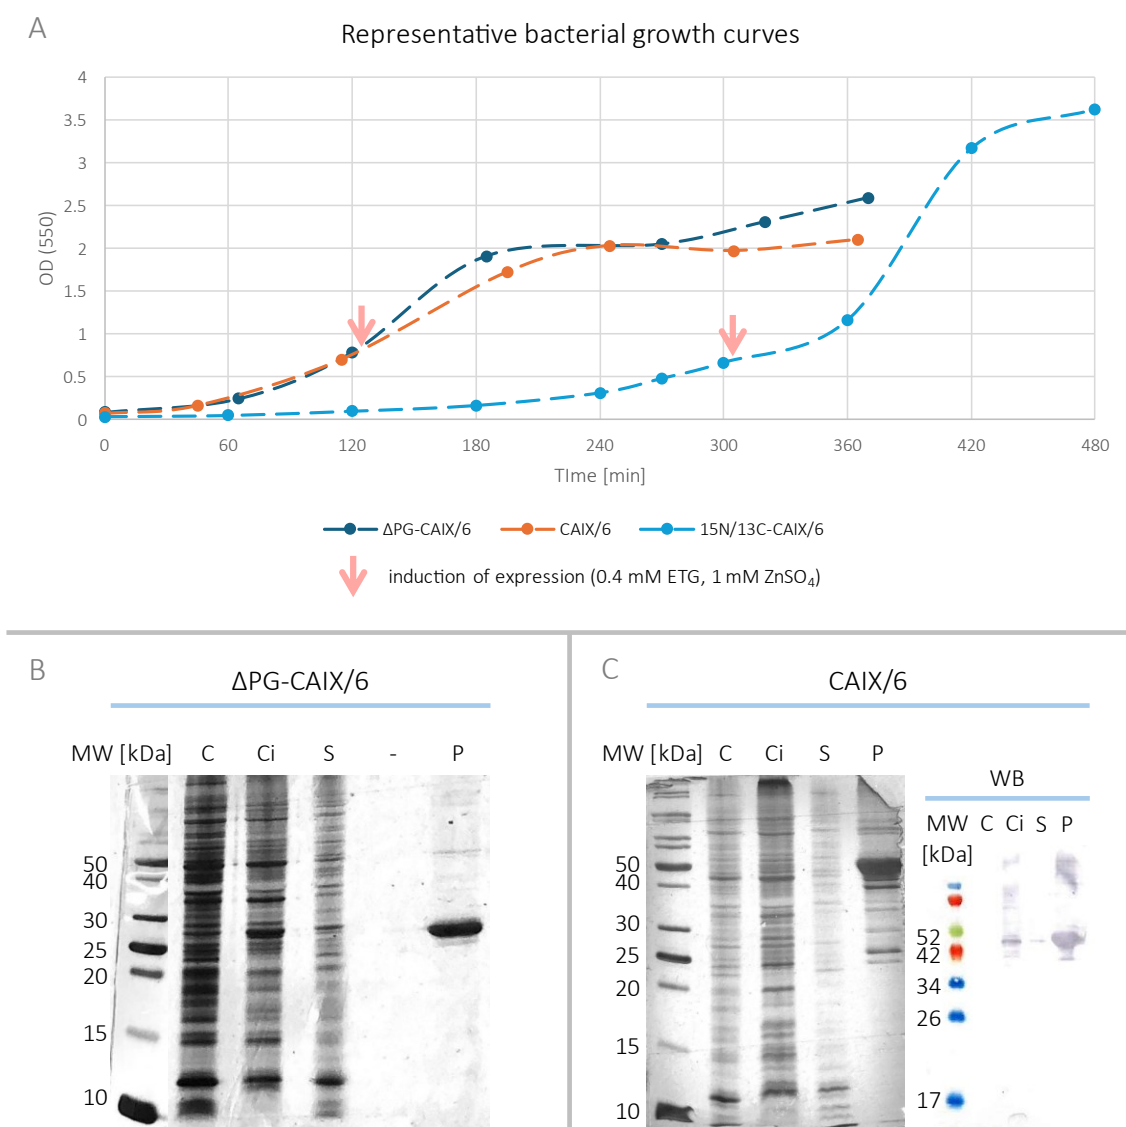 A
Representative bacterial growth curves
4
3.5
3
2.5
2
1.5
1
0.5
0
OD (550)
0 60 120 180 240 300 360 420 480
TIme [min]
ΔPG-CAIX/6 CAIX/6 15N/13C-CAIX/6
induction of expression (0.4 mM ETG, 1 mM ZnSO₄)
B
ΔPG-CAIX/6
MW [kDa] C Ci S - P
50
40
30
25
20
15
10
C
CAIX/6
MW [kDa] C Ci S P
50
40
30
25
20
15
10
WB
MW C Ci S P
[kDa]
52
42
34
26
17